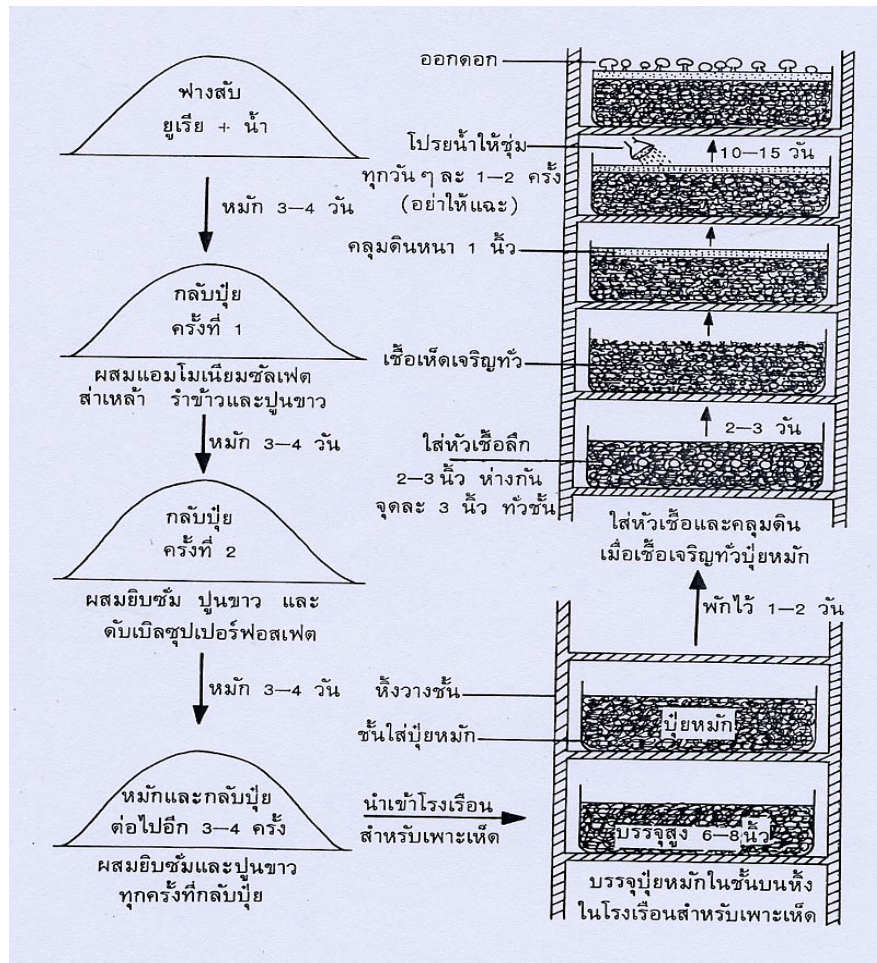 ฟางสับ
ยูเรีย + น้ำ
หมัก 3—4 วัน
กลับปุ๋ย
ครั้งที่ 1
ผสมแอมโมเนียมซัลเฟต
ส่าเหล้า รำข้าวและปูนขาว
หมัก 3—4 วัน
กลับปุ๋ย
ครั้งที่ 2
ผสมยิบซั่ม ปูนขาว และ
ดับเบิลซุปเปอร์ฟอสเฟต
หมัก 3—4 วัน
หมักและกลับปุ๋ย
ต่อไปอีก 3—4 ครั้ง
ผสมยิบซั่มและปูนขาว
ทุกครั้งที่กลับปุ๋ย
นำเข้าโรงเรือน
สำหรับเพาะเห็ด
หิ้งวางชั้น
ชั้นใส่ปุ๋ยหมัก
ปุ๋ยหมัก
บรรจุสูง 6—8 นิ้ว
บรรจุปุ๋ยหมักในชั้นบนหิ้ง
ในโรงเรือนสำหรับเพาะเห็ด
พักไว้ 1—2 วัน
ใส่หัวเชื้อและคลุมดิน
เมื่อเชื้อเจริญทั่วปุ๋ยหมัก
ใส่หัวเชื้อลึก
2—3 นิ้ว ห่างกัน
จุดละ 3 นิ้ว ทั่วชั้น
2—3 วัน
เชื้อเห็ดเจริญทั่ว
คลุมดินหนา 1 นิ้ว
โปรยน้ำให้ชุ่ม
ทุกวันๆ ละ 1—2 ครั้ง
(อย่าให้แฉะ)
10—15 วัน
ออกดอก